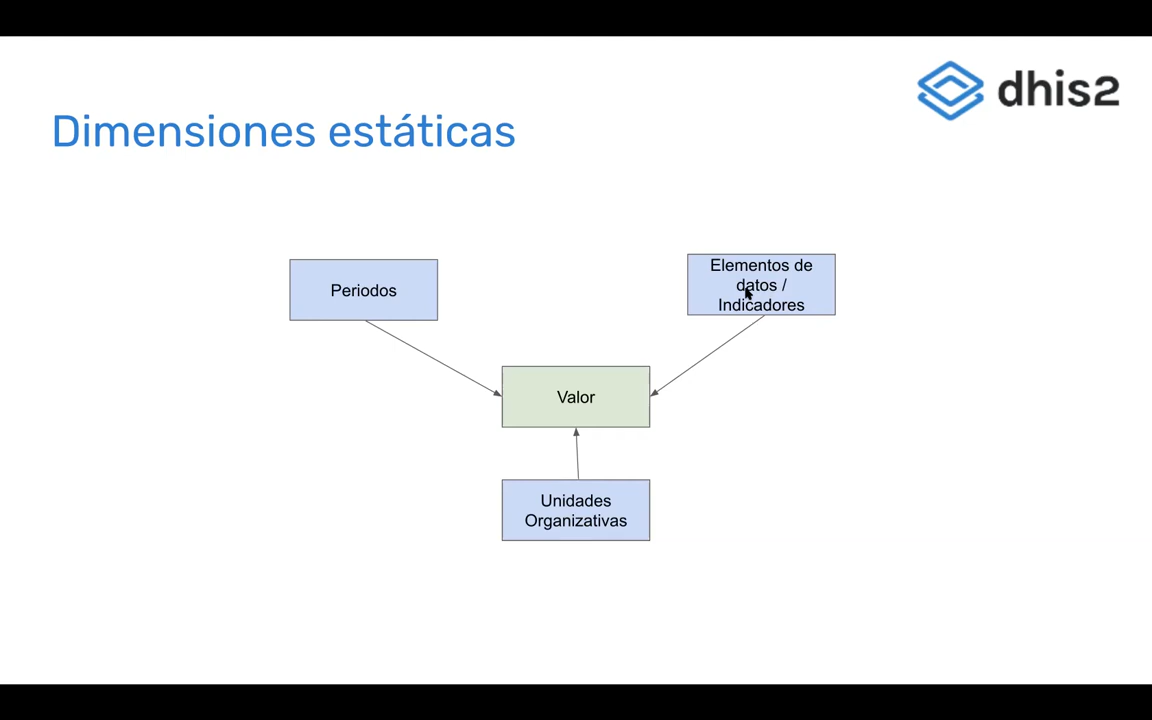 dhis2
Dimensiones estáticas
Periodos
Elementos de
datos /
Indicadores
Valor
Unidades
Organizativas